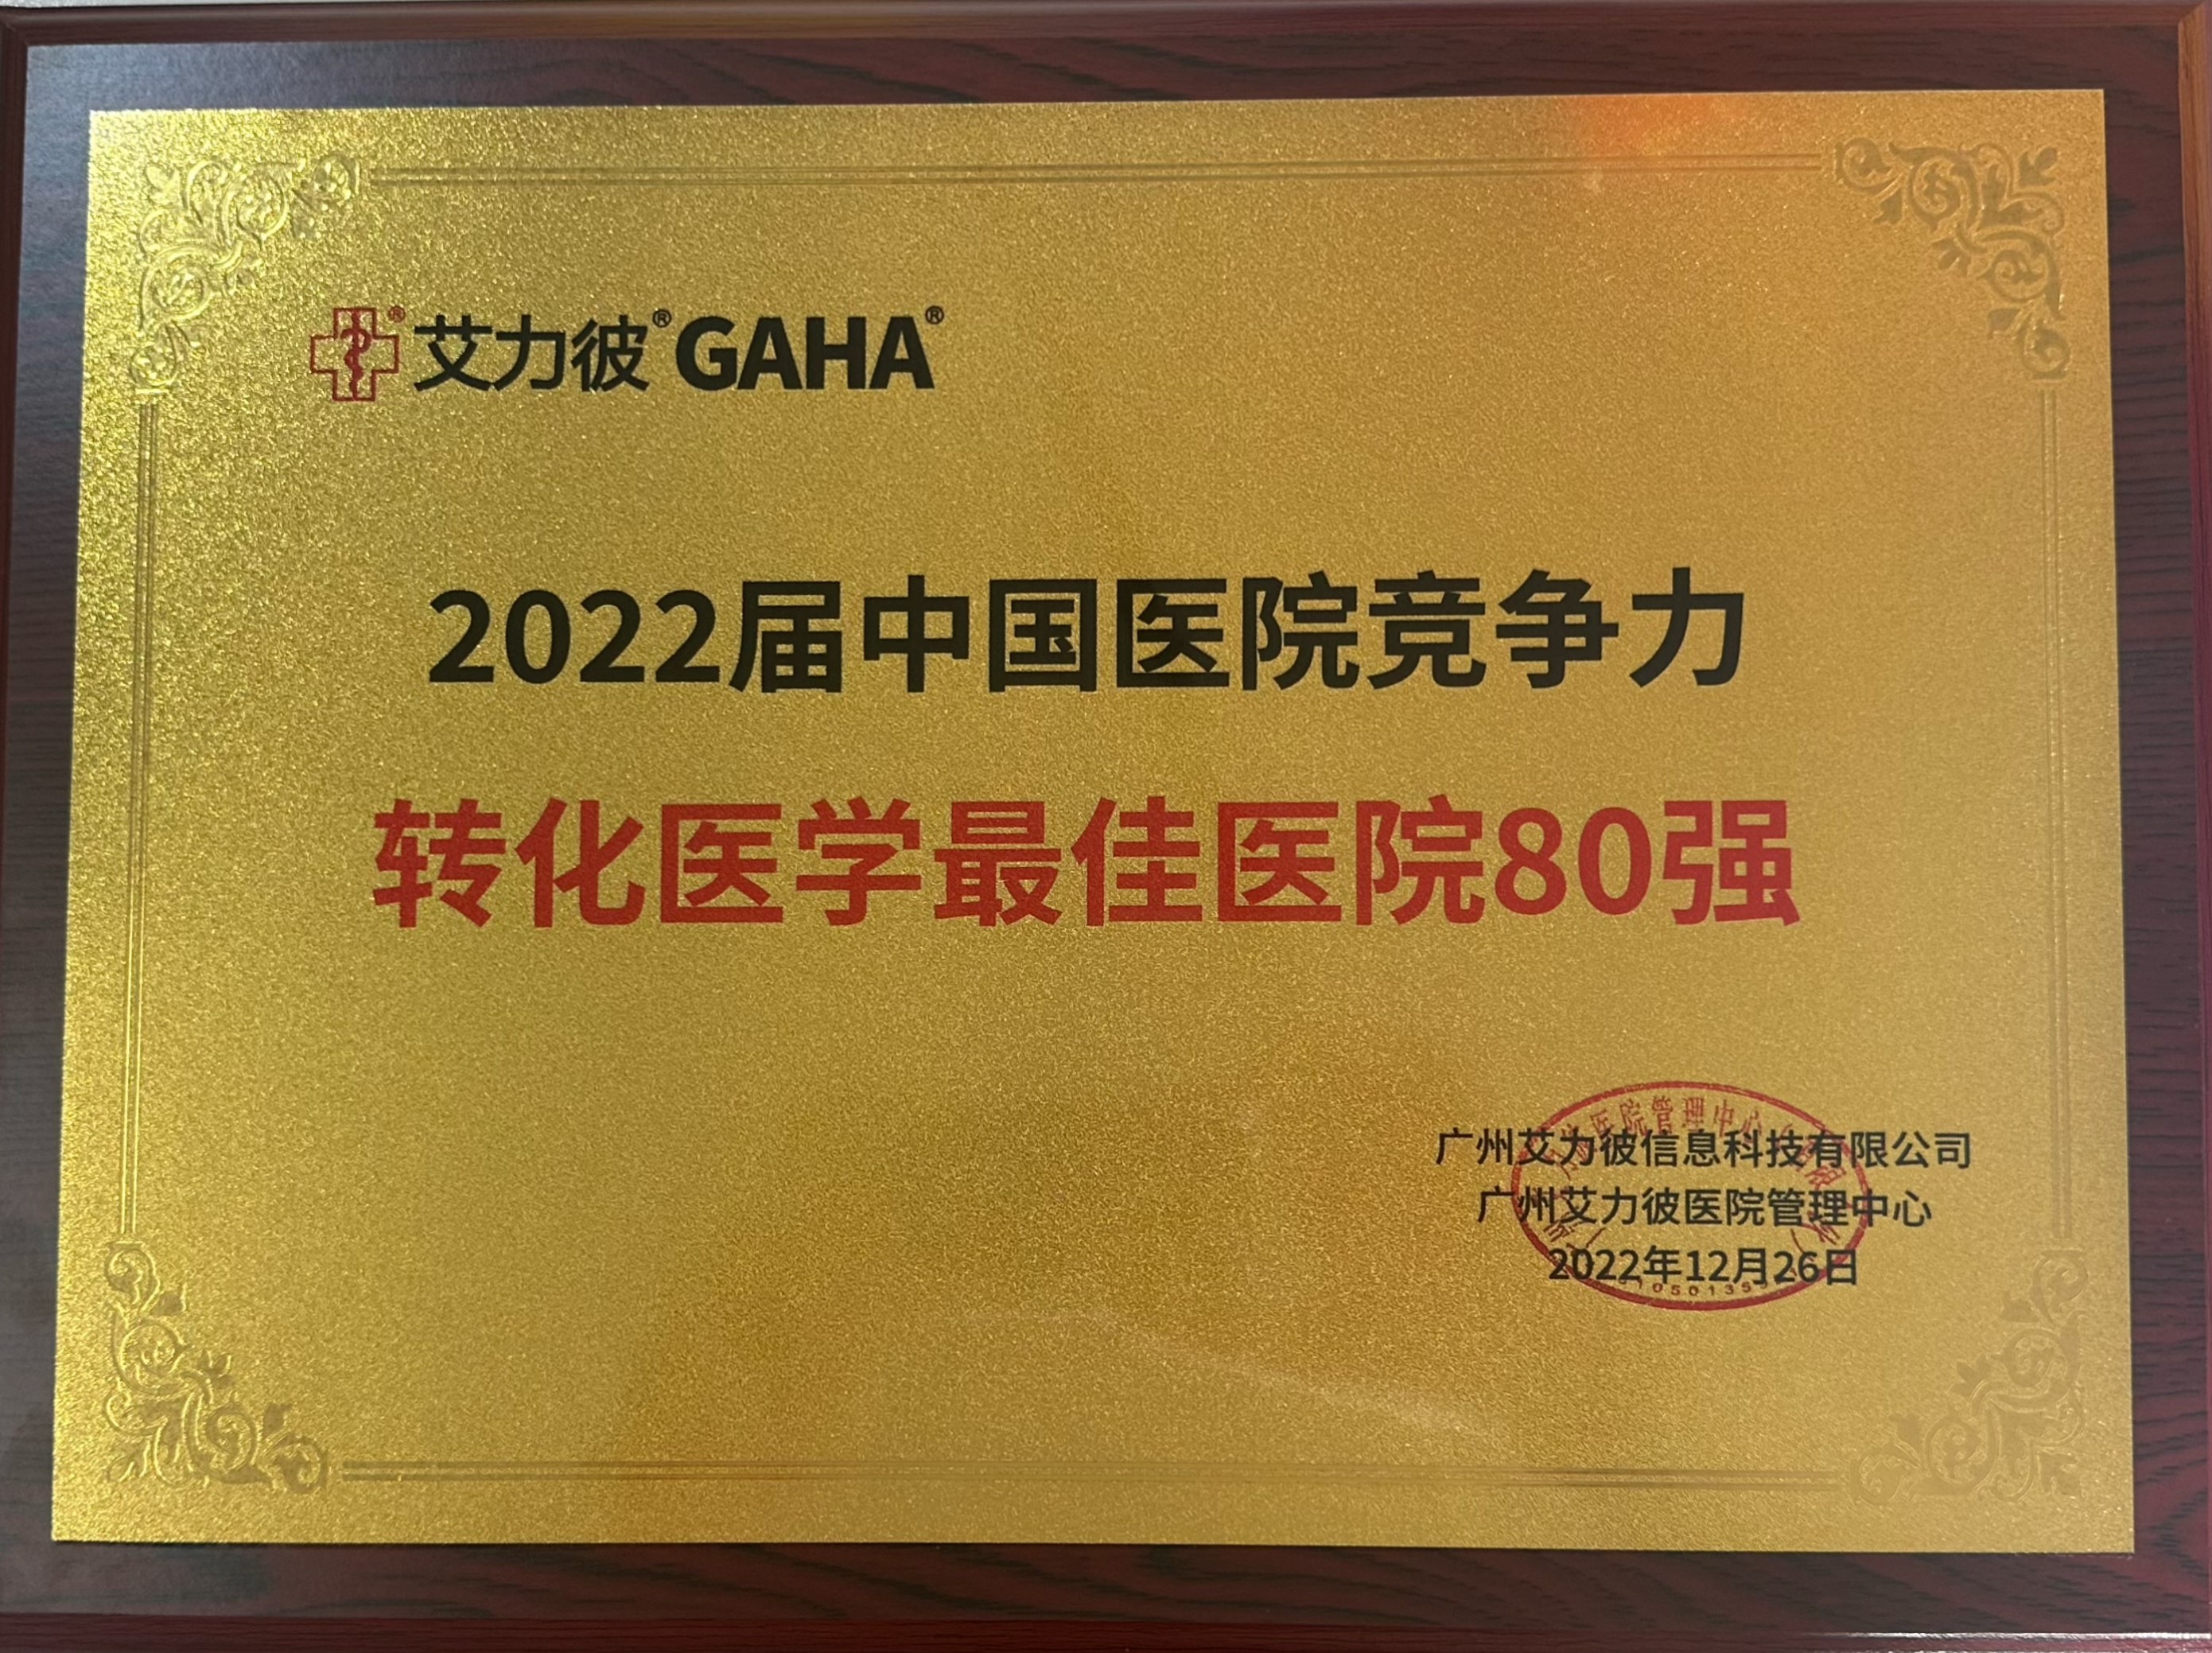 艾力彼®GAHA®
2022届中国医院竞争力
转化医学最佳医院80强
广州艾力彼信息科技有限公司
广州艾力彼医院管理中心
2022年12月26日